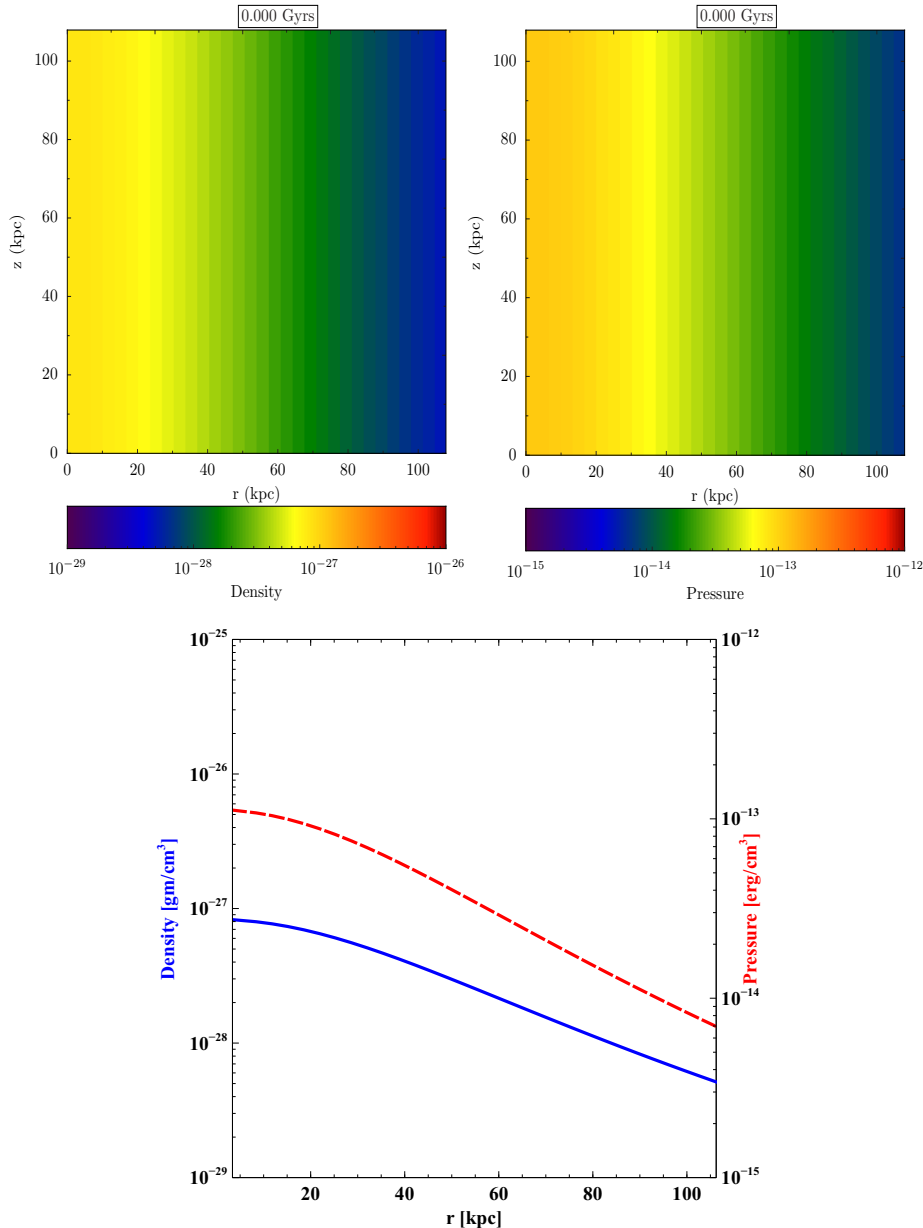 0.000 Gyrs
100
80
60
40
20
0
z (kpc)
0 20 40 60 80 100
r (kpc)
10⁻²⁹ 10⁻²⁸ 10⁻²⁷ 10⁻²⁶
Density
0.000 Gyrs
100
80
60
40
20
0
z (kpc)
0 20 40 60 80 100
r (kpc)
10⁻¹⁵ 10⁻¹⁴ 10⁻¹³ 10⁻¹²
Pressure
10⁻²⁵
10⁻²⁶
10⁻²⁷
10⁻²⁸
10⁻²⁹
Density [gm/cm³]
10⁻¹²
10⁻¹³
10⁻¹⁴
10⁻¹⁵
Pressure [erg/cm³]
20 40 60 80 100
r [kpc]